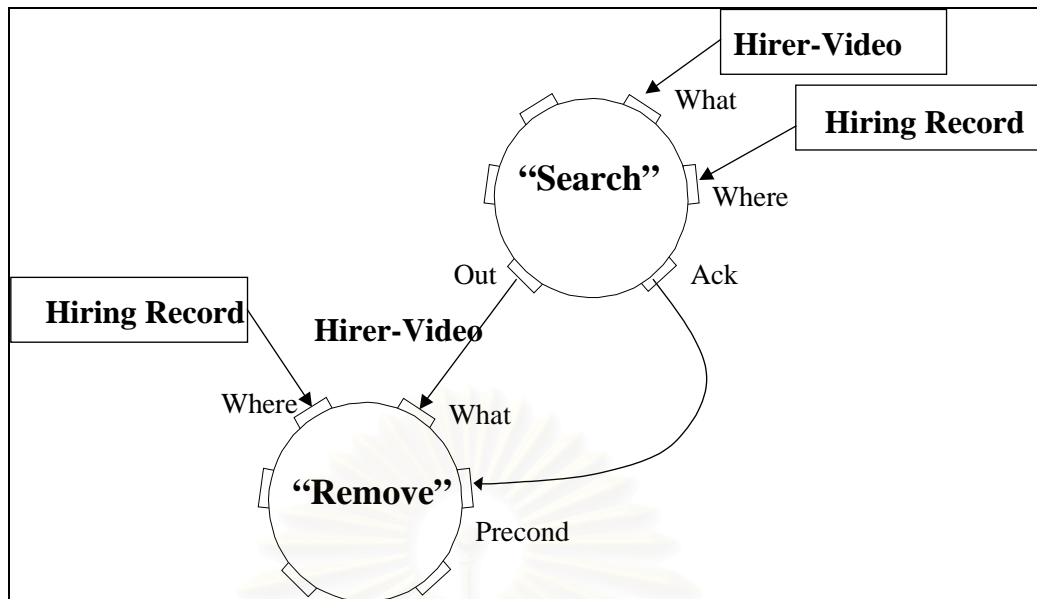 Hirer-Video
What
Hiring Record
“Search”
Where
Out
Ack
Hiring Record
Hirer-Video
Where
What
“Remove”
Precond